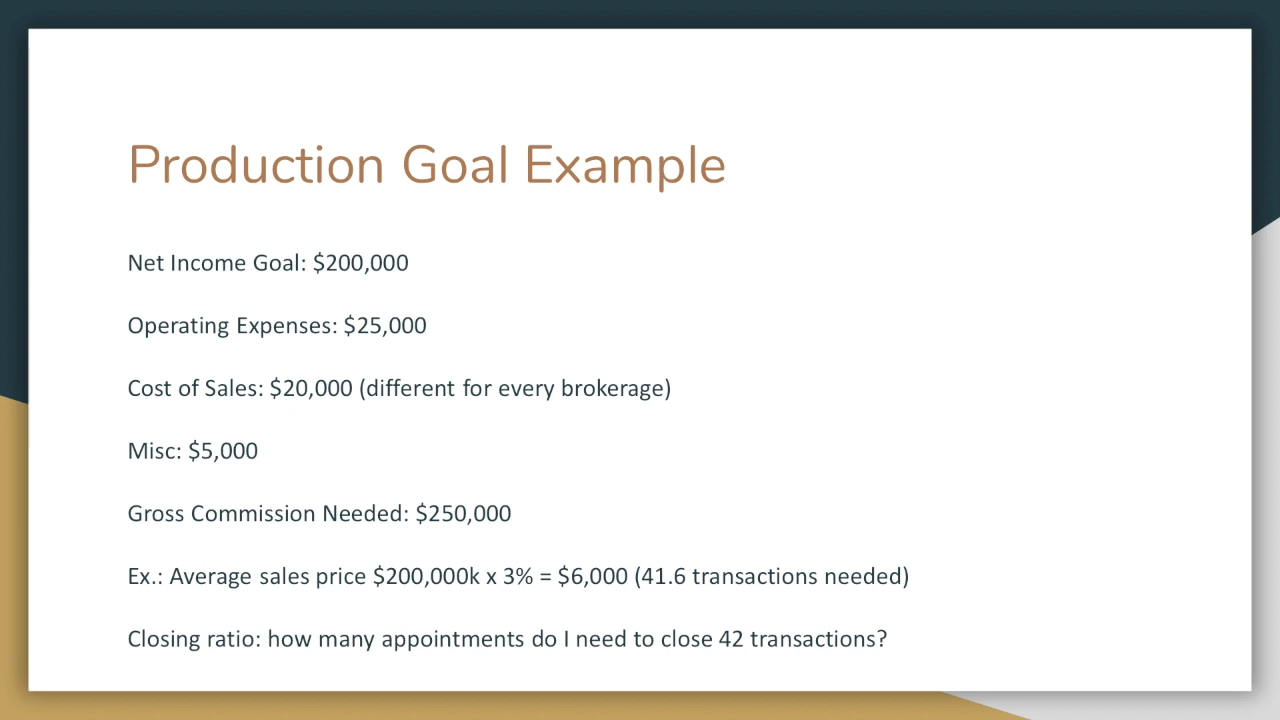 Production Goal Example
Net Income Goal: $200,000
Operating Expenses: $25,000
Cost of Sales: $20,000 (different for every brokerage)
Misc: $5,000
Gross Commission Needed: $250,000
Ex.: Average sales price $200,000k x 3% = $6,000 (41.6 transactions needed)
Closing ratio: how many appointments do I need to close 42 transactions?